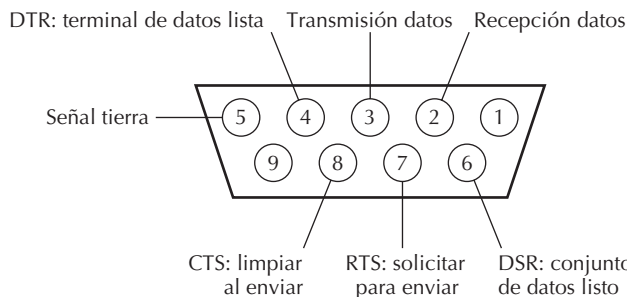 DTR: terminal de datos lista Transmisión datos Recepción datos
Señal tierra 5 4 3 2 1
9 8 7 6
CTS: limpiar
al enviar
RTS: solicitar
para enviar
DSR: conjunto
de datos listo